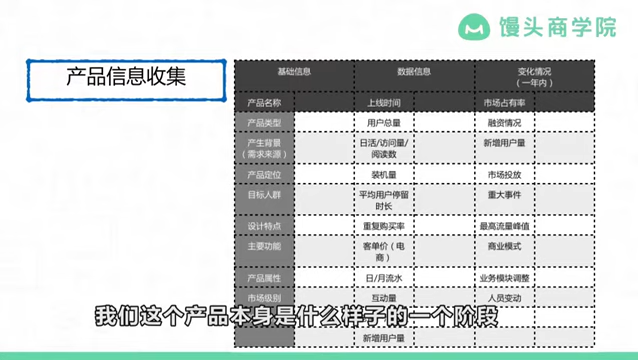 馒头商学院
产品信息收集
基础信息 数据信息 变化情况
（一年内）
产品名称 上线时间 市场占有率
产品类型 用户总量 融资情况
产生背景
（需求来源） 日活/访问量/
阅读数 新增用户量
产品定位 装机量 市场投放
目标人群 平均用户停留
时长 重大事件
设计特点 重复购买率 最高流量峰值
主要功能 客单价（电
商） 商业模式
产品属性 日/月流水 业务模块调整
市场级别 互动量 人员变动
我们这个产品本身是什么样子的一个阶段
新增用户量